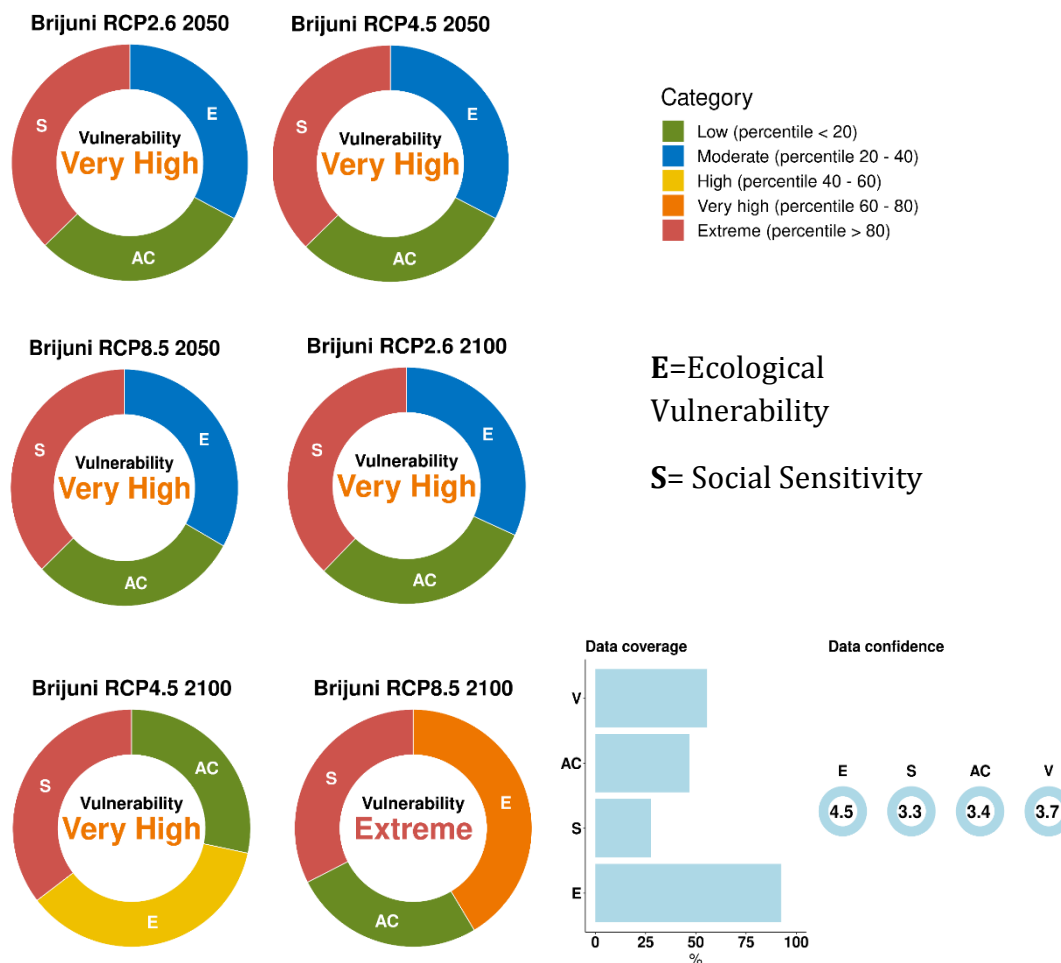 Brijuni RCP2.6 2050
S
E
AC
Vulnerability
Very High
Brijuni RCP4.5 2050
S
E
AC
Vulnerability
Very High
Category
Low (percentile < 20)
Moderate (percentile 20 - 40)
High (percentile 40 - 60)
Very high (percentile 60 - 80)
Extreme (percentile > 80)
Brijuni RCP8.5 2050
S
E
AC
Vulnerability
Very High
Brijuni RCP2.6 2100
S
E
AC
Vulnerability
Very High
E=Ecological
Vulnerability
S= Social Sensitivity
Brijuni RCP4.5 2100
S
AC
E
Vulnerability
Very High
Brijuni RCP8.5 2100
S
E
AC
Vulnerability
Extreme
Data coverage
V
AC
S
E
0 25 50 75 100
%
Data confidence
E S AC V
4.5 3.3 3.4 3.7